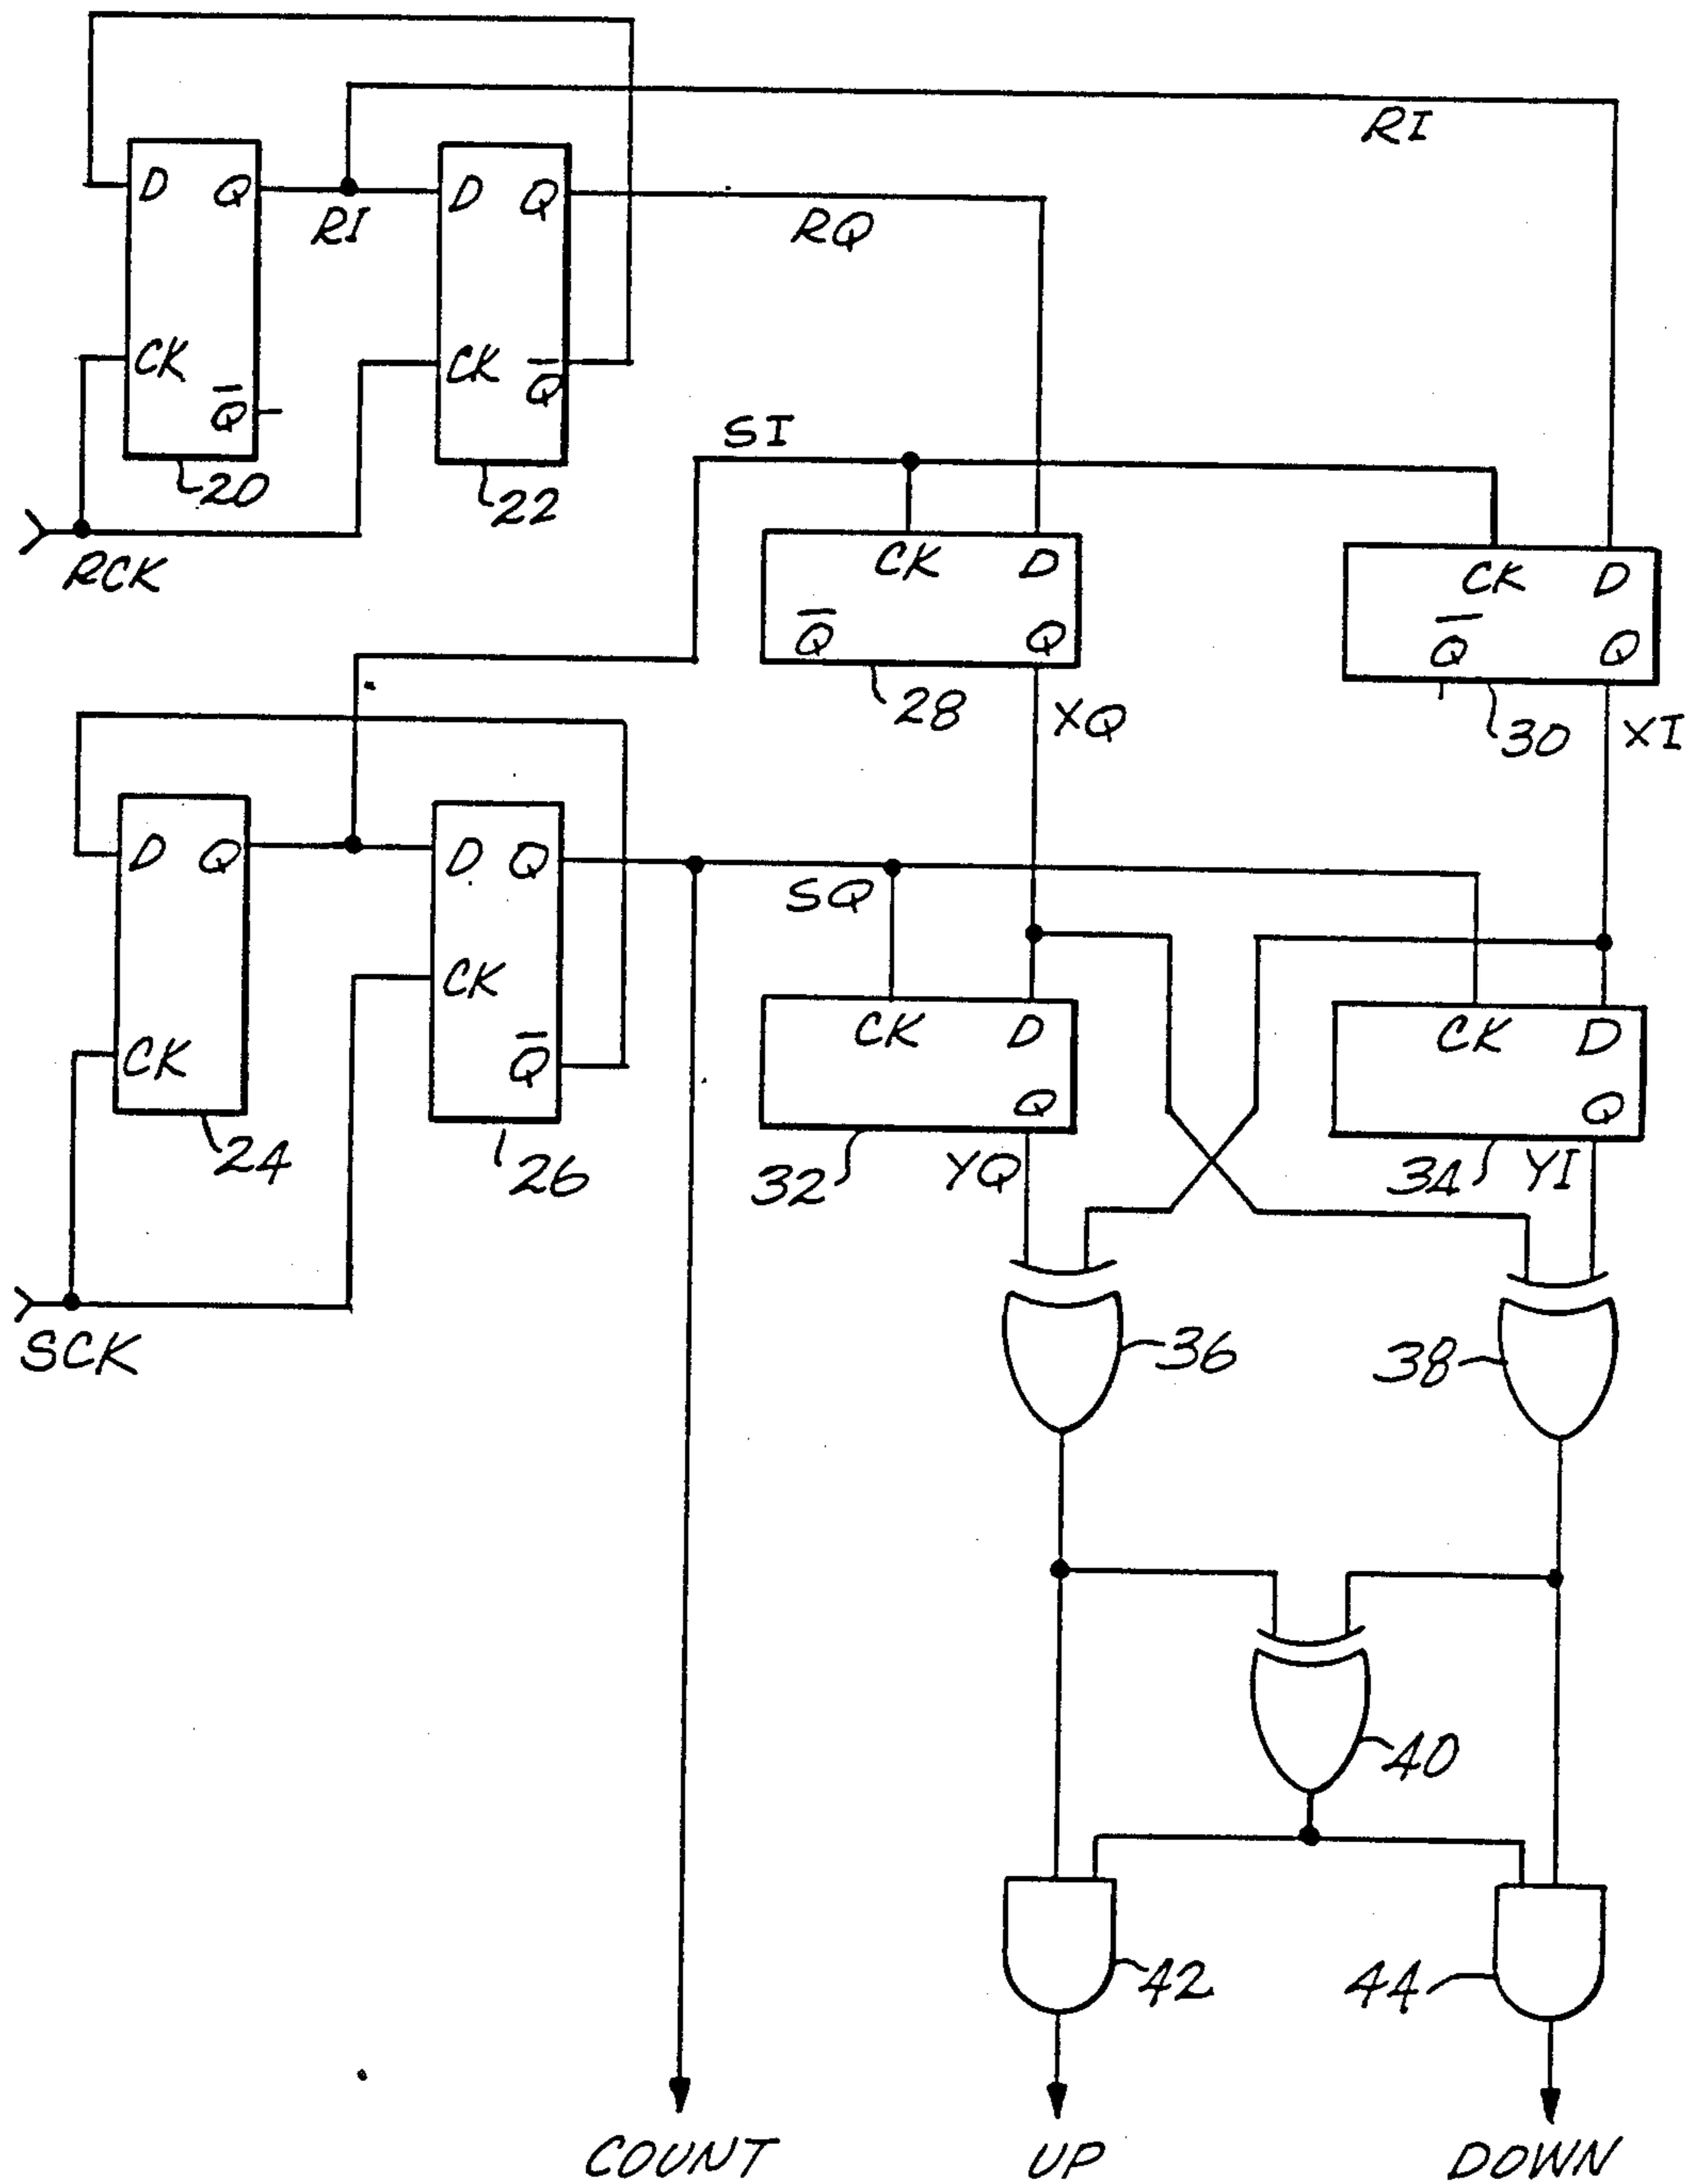 RI
D Q
RI
D Q
RQ
CK
Q̅
CK Q̅
SI
20
22
RCK
CK D
Q̅ Q
28
XQ
CK D
Q̅ Q
30
XI
D Q
D Q
SQ
CK
CK
Q̅
24
26
CK D
Q
32
YQ
CK D
Q
34
YI
SCK
36
38
40
42
44
COUNT
UP
DOWN